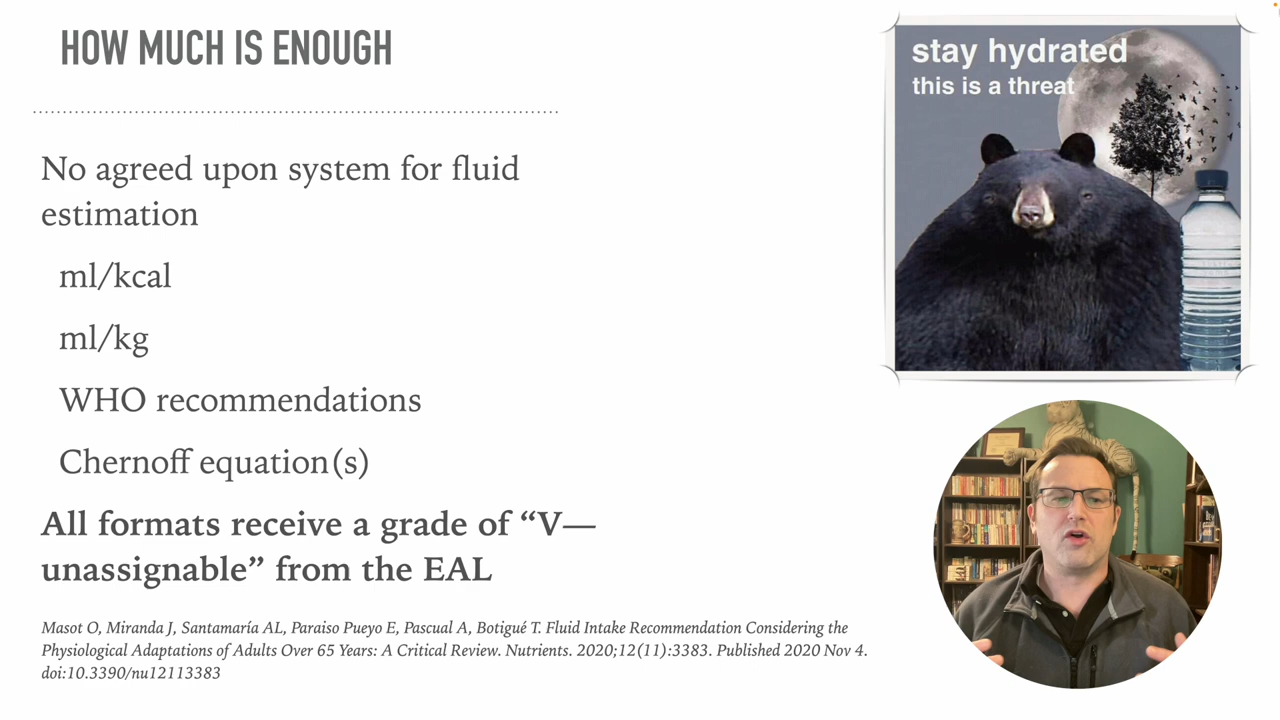 HOW MUCH IS ENOUGH
stay hydrated
this is a threat
No agreed upon system for fluid
estimation
ml/kcal
ml/kg
WHO recommendations
Chernoff equation(s)
All formats receive a grade of “V—
unassignable” from the EAL
Masot O, Miranda J, Santamaría AL, Paraiso Pueyo E, Pascual A, Botigué T. Fluid Intake Recommendation Considering the
Physiological Adaptations of Adults Over 65 Years: A Critical Review. Nutrients. 2020;12(11):3383. Published 2020 Nov 4.
doi:10.3390/nu12113383